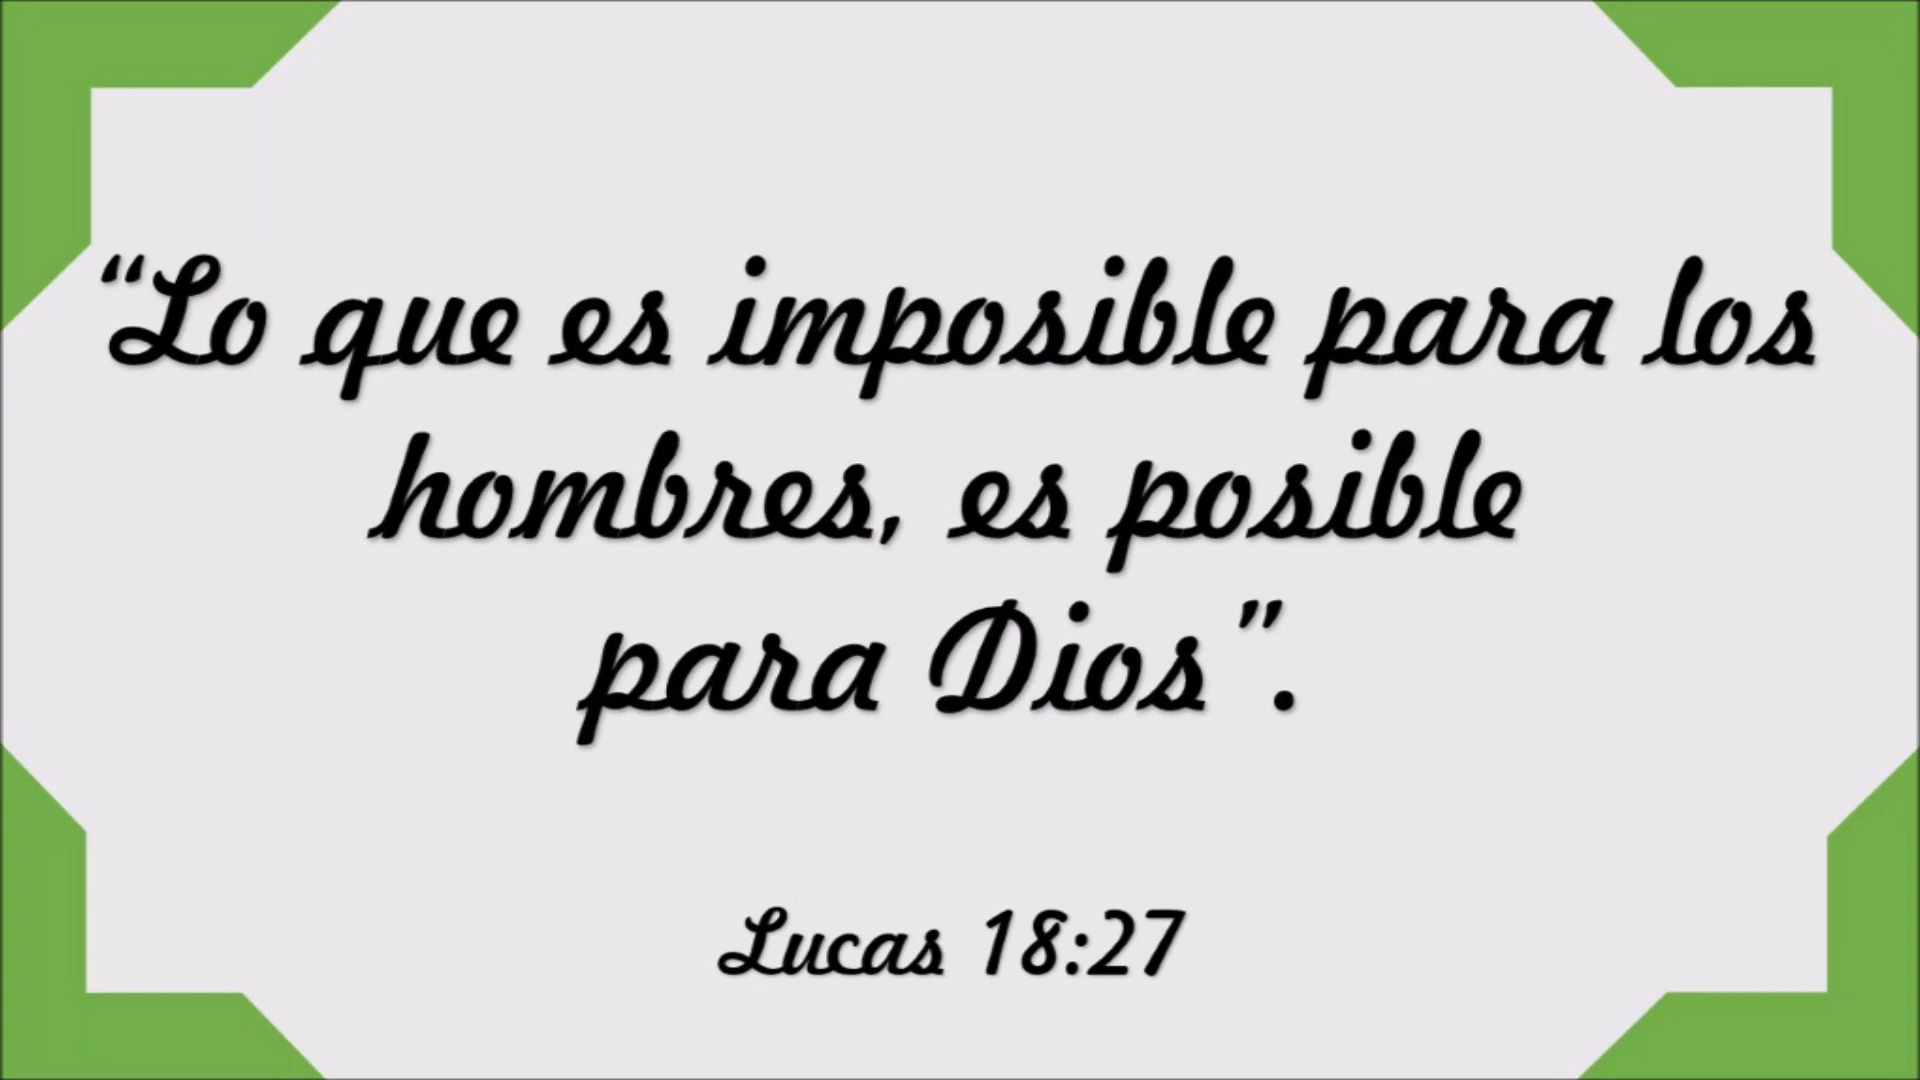 “Lo que es imposible para los
hombres, es posible
para Dios”.
Lucas 18:27